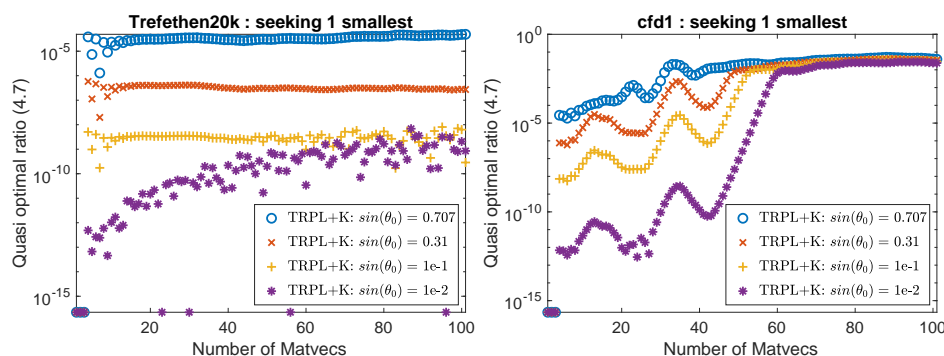 Trefethen20k : seeking 1 smallest
Quasi optimal ratio (4.7)
10^-5
10^-10
10^-15
TRPL+K: sin(θ₀) = 0.707
TRPL+K: sin(θ₀) = 0.31
TRPL+K: sin(θ₀) = 1e-1
TRPL+K: sin(θ₀) = 1e-2
20 40 60 80 100
Number of Matvecs
cfd1 : seeking 1 smallest
Quasi optimal ratio (4.7)
10^0
10^-5
10^-10
10^-15
TRPL+K: sin(θ₀) = 0.707
TRPL+K: sin(θ₀) = 0.31
TRPL+K: sin(θ₀) = 1e-1
TRPL+K: sin(θ₀) = 1e-2
0 20 40 60 80 100
Number of Matvecs